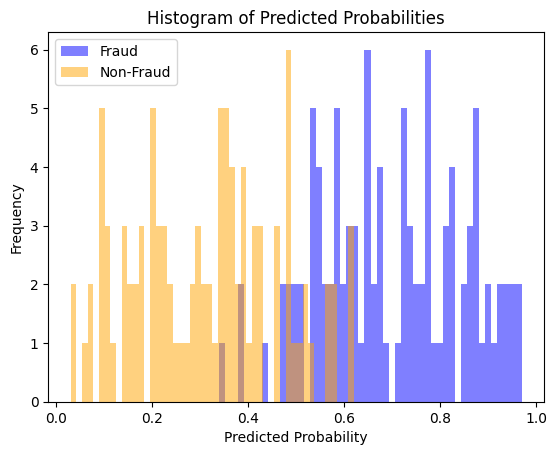 Histogram of Predicted Probabilities
Fraud
Non-Fraud
Frequency
6
5
4
3
2
1
0
0.0 0.2 0.4 0.6 0.8 1.0
Predicted Probability